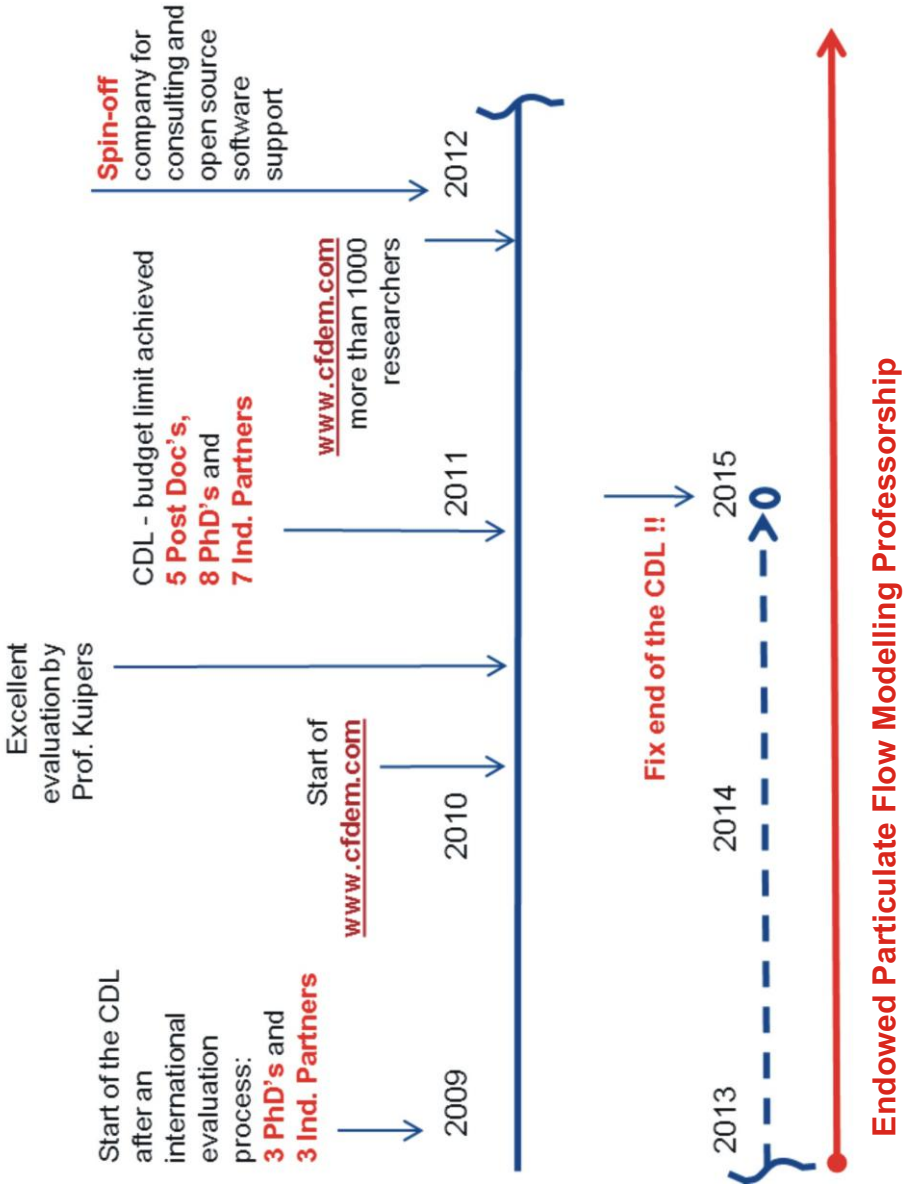 Start of the CDL
after an
international
evaluation
process:
3 PhD's and
3 Ind. Partners
2009
Start of
www.cfdem.com
2010
Excellent
evaluation by
Prof. Kuipers
CDL - budget limit achieved
5 Post Doc's,
8 PhD's and
7 Ind. Partners
2011
www.cfdem.com
more than 1000
researchers
Spin-off
company for
consulting and
open source
software
support
2012
Fix end of the CDL !!
2013
2014
2015
Endowed Particulate Flow Modelling Professorship